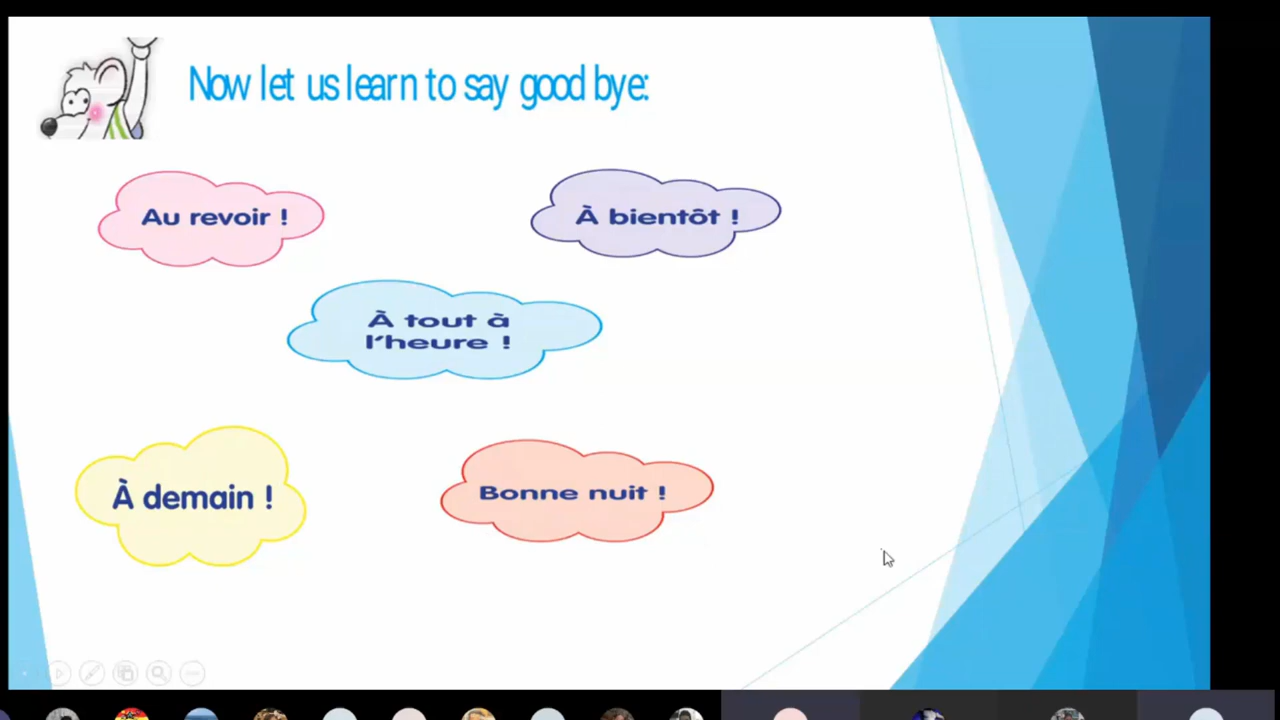 Now let us learn to say good bye:
Au revoir !
À bientôt !
À tout à
l'heure !
À demain !
Bonne nuit !